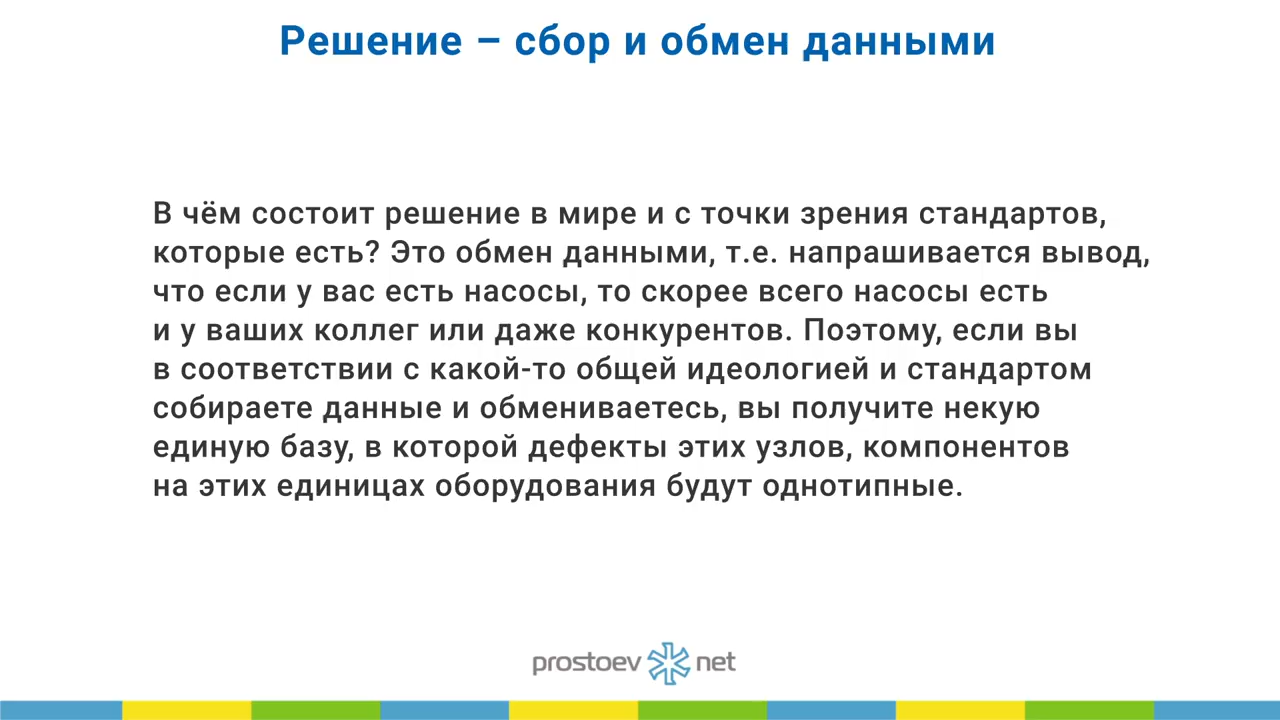 Решение – сбор и обмен данными
В чём состоит решение в мире и с точки зрения стандартов,
которые есть? Это обмен данными, т.е. напрашивается вывод,
что если у вас есть насосы, то скорее всего насосы есть
и у ваших коллег или даже конкурентов. Поэтому, если вы
в соответствии с какой-то общей идеологией и стандартом
собираете данные и обмениваетесь, вы получите некую
единую базу, в которой дефекты этих узлов, компонентов
на этих единицах оборудования будут однотипные.
prostoev net